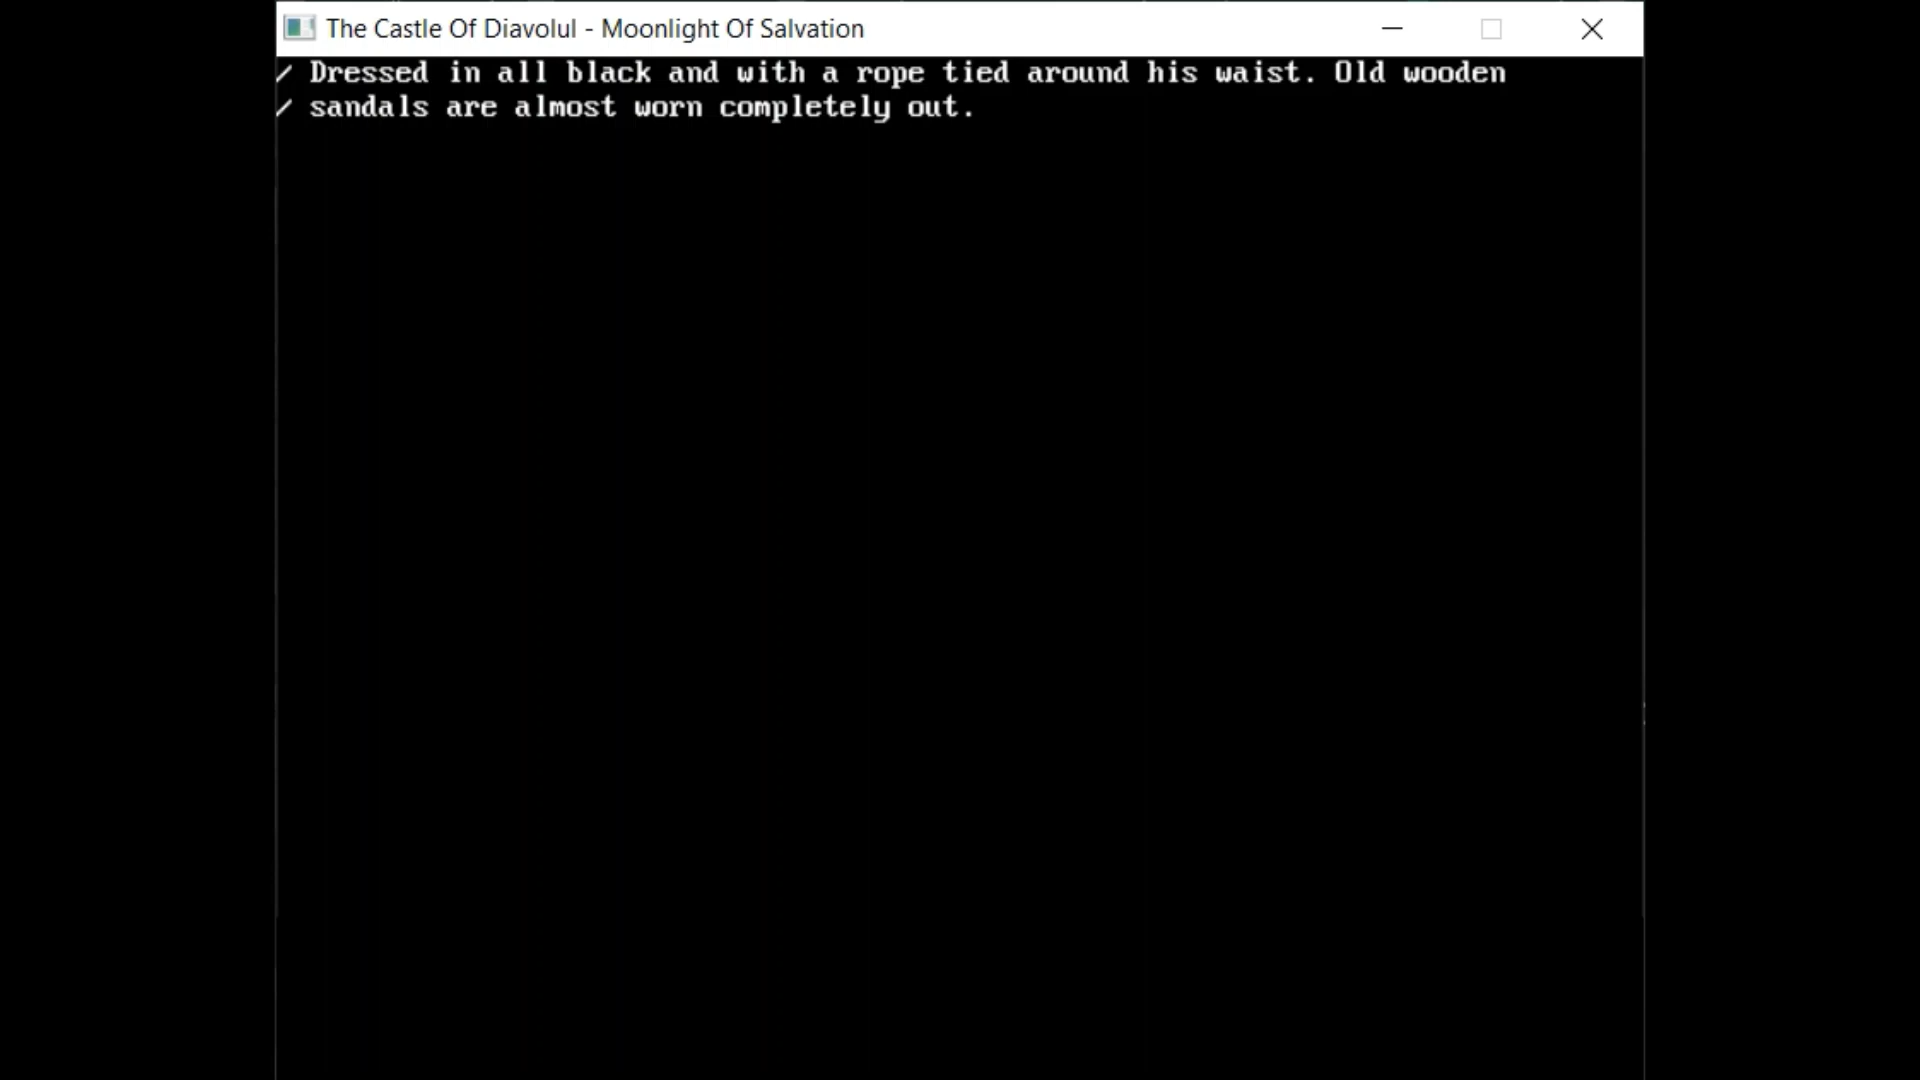 The Castle Of Diavolul - Moonlight Of Salvation
/ Dressed in all black and with a rope tied around his waist. Old wooden
/ sandals are almost worn completely out.